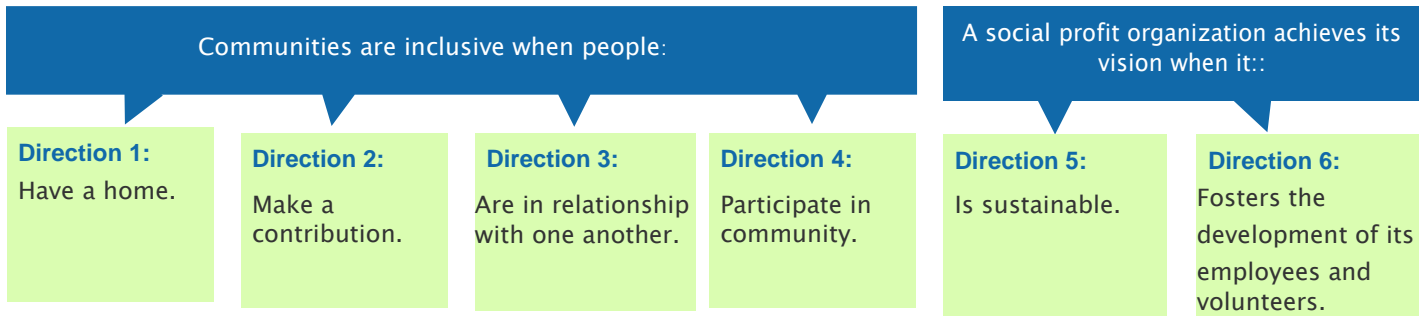 Communities are inclusive when people:
Direction 1:
Have a home.
Direction 2:
Make a
contribution.
Direction 3:
Are in relationship
with one another.
Direction 4:
Participate in
community.
A social profit organization achieves its
vision when it::
Direction 5:
Is sustainable.
Direction 6:
Fosters the
development of its
employees and
volunteers.